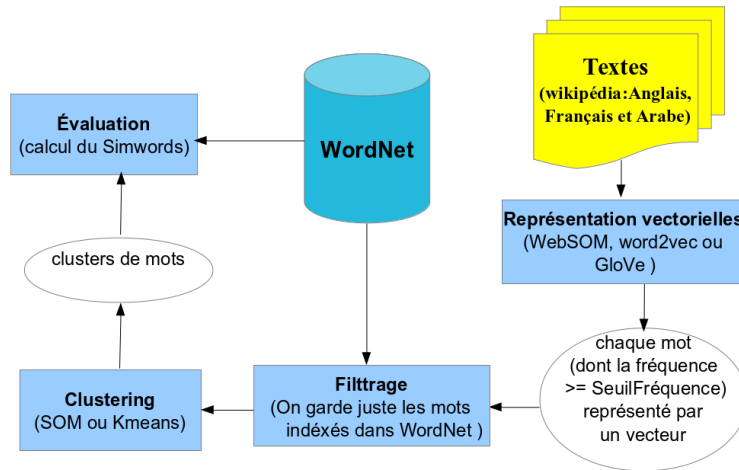 Textes
(wikipédia:Anglais,
Français et Arabe)
Évaluation
(calcul du Simwords)
WordNet
Représentation vectorielles
(WebSOM, word2vec ou
GloVe )
clusters de mots
chaque mot
(dont la fréquence
>= SeuilFréquence)
représenté par
un vecteur
Filttrage
(On garde juste les mots
indéxés dans WordNet )
Clustering
(SOM ou Kmeans)